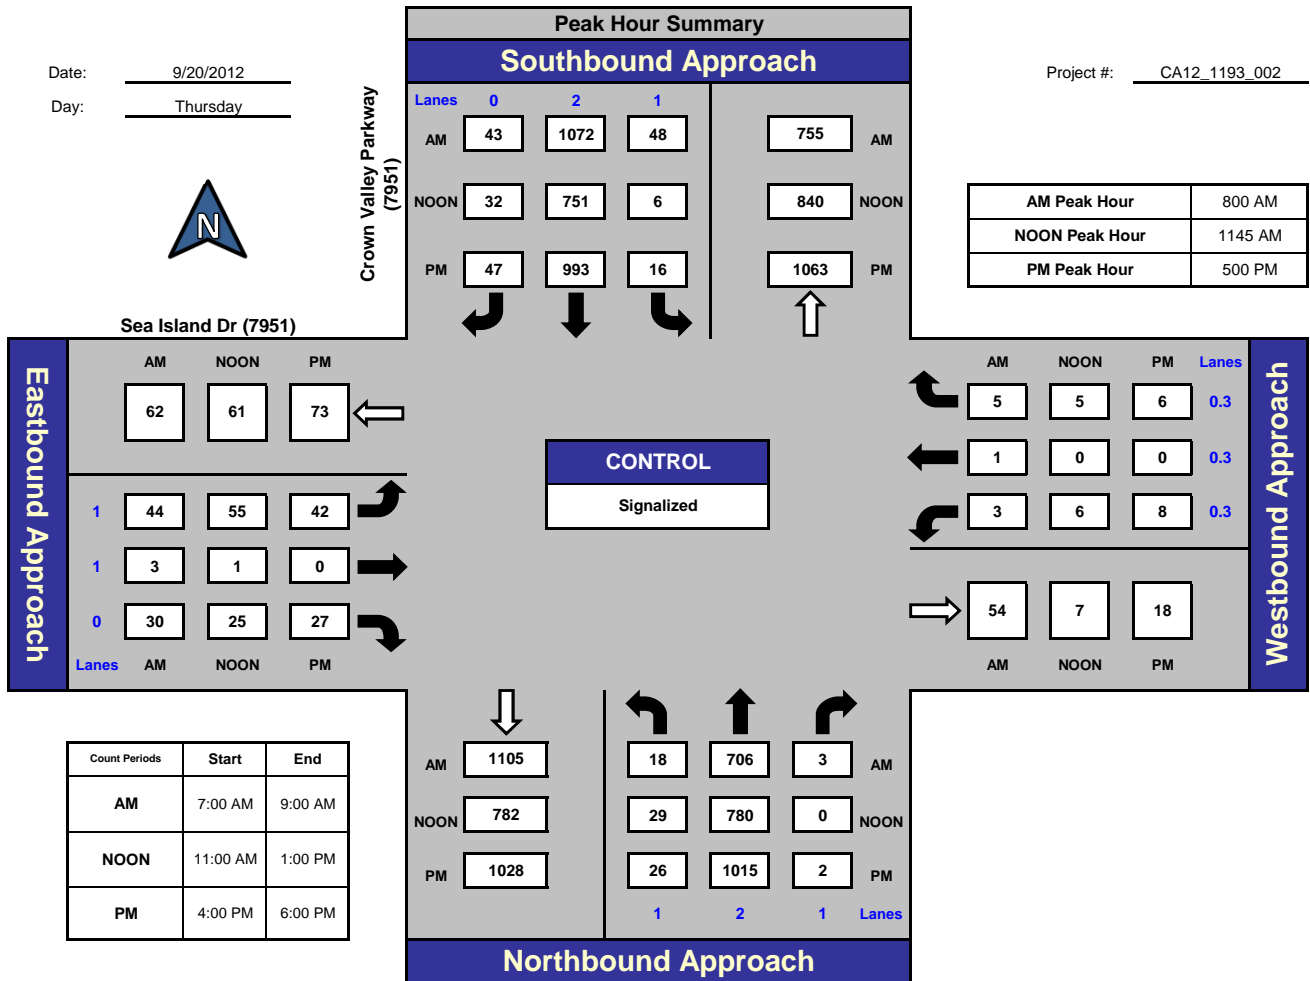 Peak Hour Summary
Southbound Approach
Date: 9/20/2012
Day: Thursday
Project #: CA12_1193_002
N
Crown Valley Parkway
(7951)
Lanes 0 2 1
AM 43 1072 48 755 AM
NOON 32 751 6 840 NOON
PM 47 993 16 1063 PM
AM Peak Hour 800 AM
NOON Peak Hour 1145 AM
PM Peak Hour 500 PM
Sea Island Dr (7951)
Eastbound Approach
AM NOON PM
62 61 73
1 44 55 42
1 3 1 0
0 30 25 27
Lanes AM NOON PM
CONTROL
Signalized
AM NOON PM Lanes
5 5 6 0.3
1 0 0 0.3
3 6 8 0.3
54 7 18
AM NOON PM
Westbound Approach
Count Periods Start End
AM 7:00 AM 9:00 AM
NOON 11:00 AM 1:00 PM
PM 4:00 PM 6:00 PM
AM 1105 18 706 3 AM
NOON 782 29 780 0 NOON
PM 1028 26 1015 2 PM
1 2 1 Lanes
Northbound Approach